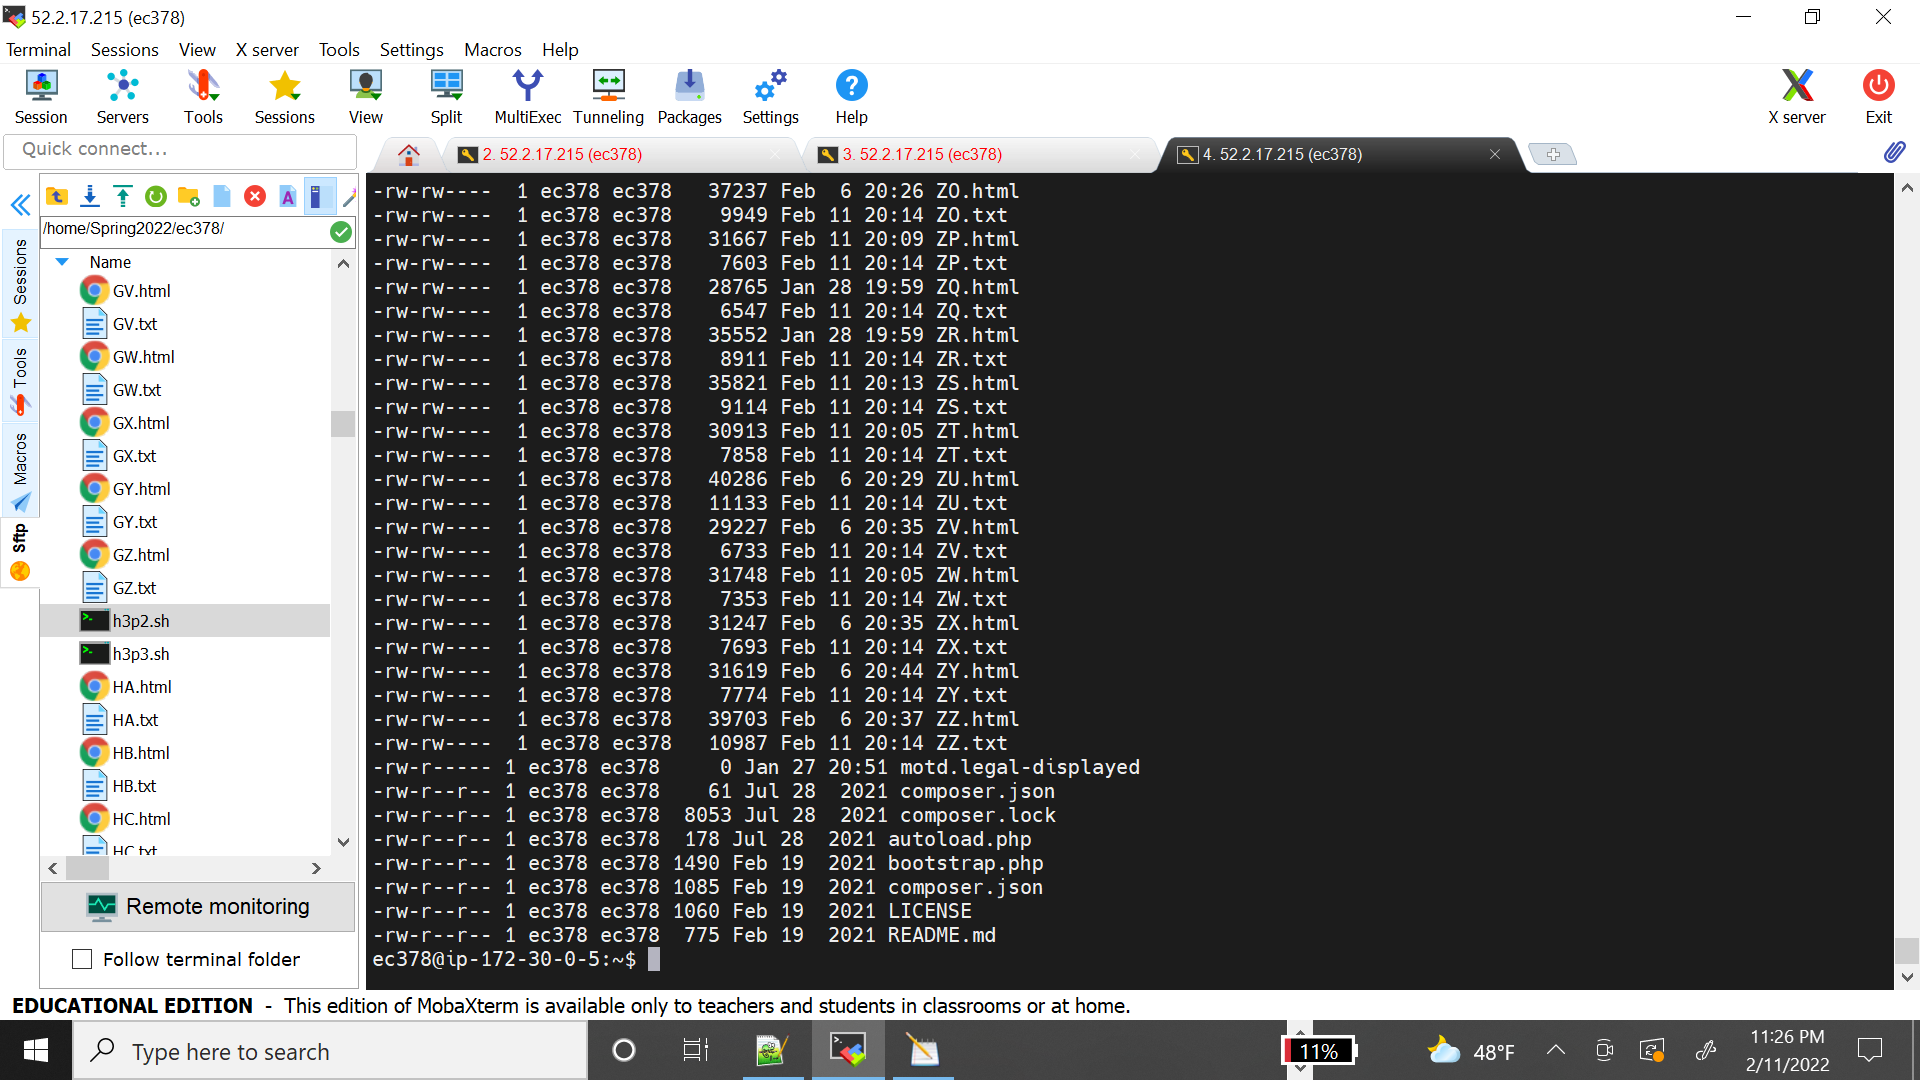 52.2.17.215 (ec378)
Terminal Sessions View X server Tools Settings Macros Help
Session Servers Tools Sessions View Split MultiExec Tunneling Packages Settings Help X server Exit
Quick connect...
2. 52.2.17.215 (ec378)
3. 52.2.17.215 (ec378)
4. 52.2.17.215 (ec378)
Sessions
Tools
Macros
Sftp
/home/Spring2022/ec378/
Name
GV.html
GV.txt
GW.html
GW.txt
GX.html
GX.txt
GY.html
GY.txt
GZ.html
GZ.txt
h3p2.sh
h3p3.sh
HA.html
HA.txt
HB.html
HB.txt
HC.html
HC.txt
Remote monitoring
Follow terminal folder
-rw-rw----  1 ec378 ec378   37237 Feb  6 20:26 ZO.html
-rw-rw----  1 ec378 ec378    9949 Feb 11 20:14 ZO.txt
-rw-rw----  1 ec378 ec378   31667 Feb 11 20:09 ZP.html
-rw-rw----  1 ec378 ec378    7603 Feb 11 20:14 ZP.txt
-rw-rw----  1 ec378 ec378   28765 Jan 28 19:59 ZQ.html
-rw-rw----  1 ec378 ec378    6547 Feb 11 20:14 ZQ.txt
-rw-rw----  1 ec378 ec378   35552 Jan 28 19:59 ZR.html
-rw-rw----  1 ec378 ec378    8911 Feb 11 20:14 ZR.txt
-rw-rw----  1 ec378 ec378   35821 Feb 11 20:13 ZS.html
-rw-rw----  1 ec378 ec378    9114 Feb 11 20:14 ZS.txt
-rw-rw----  1 ec378 ec378   30913 Feb 11 20:05 ZT.html
-rw-rw----  1 ec378 ec378    7858 Feb 11 20:14 ZT.txt
-rw-rw----  1 ec378 ec378   40286 Feb  6 20:29 ZU.html
-rw-rw----  1 ec378 ec378   11133 Feb 11 20:14 ZU.txt
-rw-rw----  1 ec378 ec378   29227 Feb  6 20:35 ZV.html
-rw-rw----  1 ec378 ec378    6733 Feb 11 20:14 ZV.txt
-rw-rw----  1 ec378 ec378   31748 Feb 11 20:05 ZW.html
-rw-rw----  1 ec378 ec378    7353 Feb 11 20:14 ZW.txt
-rw-rw----  1 ec378 ec378   31247 Feb  6 20:35 ZX.html
-rw-rw----  1 ec378 ec378    7693 Feb 11 20:14 ZX.txt
-rw-rw----  1 ec378 ec378   31619 Feb  6 20:44 ZY.html
-rw-rw----  1 ec378 ec378    7774 Feb 11 20:14 ZY.txt
-rw-rw----  1 ec378 ec378   39703 Feb  6 20:37 ZZ.html
-rw-rw----  1 ec378 ec378   10987 Feb 11 20:14 ZZ.txt
-rw-r----- 1 ec378 ec378     0 Jan 27 20:51 motd.legal-displayed
-rw-r--r-- 1 ec378 ec378    61 Jul 28  2021 composer.json
-rw-r--r-- 1 ec378 ec378  8053 Jul 28  2021 composer.lock
-rw-r--r-- 1 ec378 ec378  178 Jul 28  2021 autoload.php
-rw-r--r-- 1 ec378 ec378 1490 Feb 19  2021 bootstrap.php
-rw-r--r-- 1 ec378 ec378 1085 Feb 19  2021 composer.json
-rw-r--r-- 1 ec378 ec378 1060 Feb 19  2021 LICENSE
-rw-r--r-- 1 ec378 ec378  775 Feb 19  2021 README.md
ec378@ip-172-30-0-5:~$
EDUCATIONAL EDITION - This edition of MobaXterm is available only to teachers and students in classrooms or at home.
Type here to search
11%
48°F
11:26 PM
2/11/2022